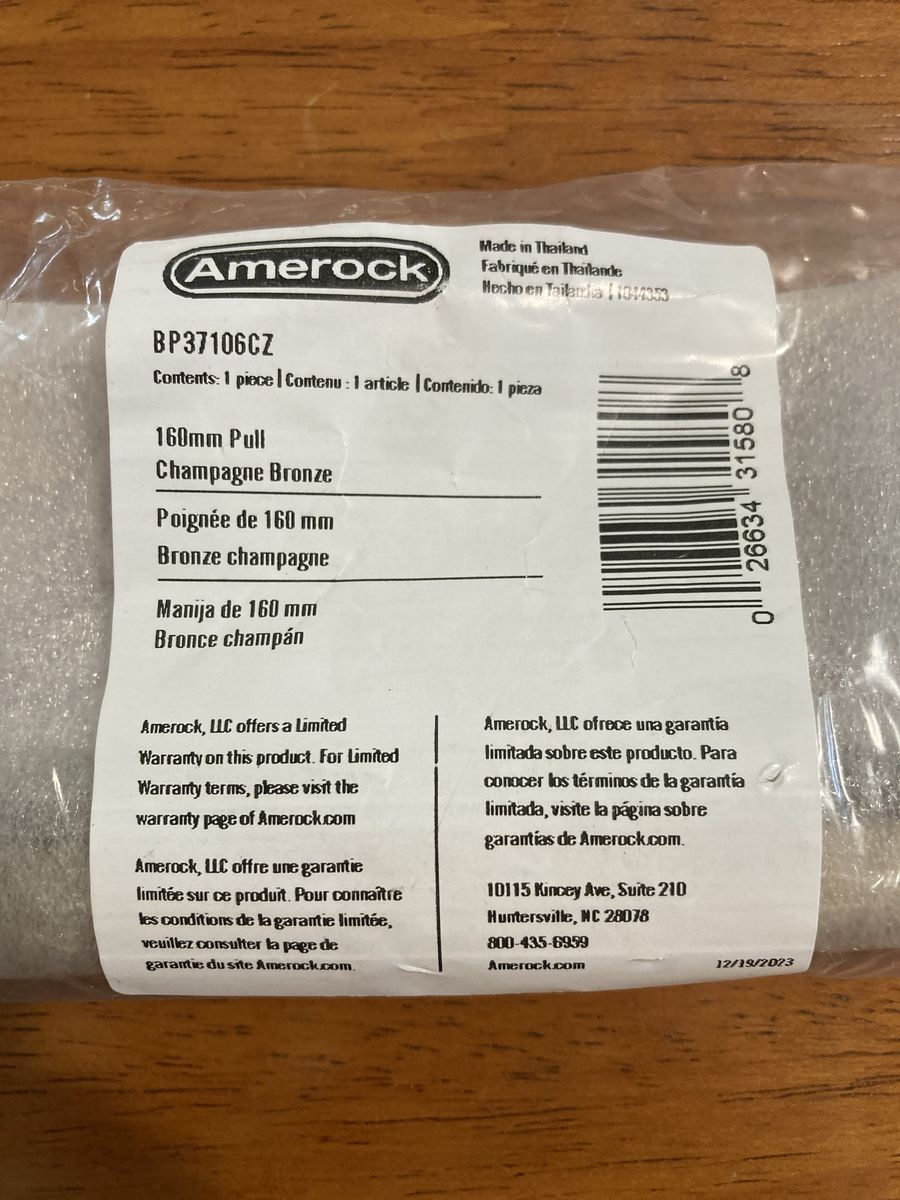 Amerock
Made in Thailand
Fabriqué en Thaïlande
Hecho en Tailandia | 1044353
BP37106CZ
Contents: 1 piece | Contenu : 1 article | Contenido: 1 pieza
160mm Pull
Champagne Bronze
Poignée de 160 mm
Bronze champagne
Manija de 160 mm
Bronce champán
0 26634 31580 8
Amerock, LLC offers a Limited
Warranty on this product. For Limited
Warranty terms, please visit the
warranty page of Amerock.com
Amerock, LLC offre une garantie
limitée sur ce produit. Pour connaître
les conditions de la garantie limitée,
veuillez consulter la page de
garantie du site Amerock.com.
Amerock, LLC ofrece una garantía
limitada sobre este producto. Para
conocer los términos de la garantía
limitada, visite la página sobre
garantías de Amerock.com.
10115 Kincey Ave, Suite 210
Huntersville, NC 28078
800-435-6959
Amerock.com
12/19/2023